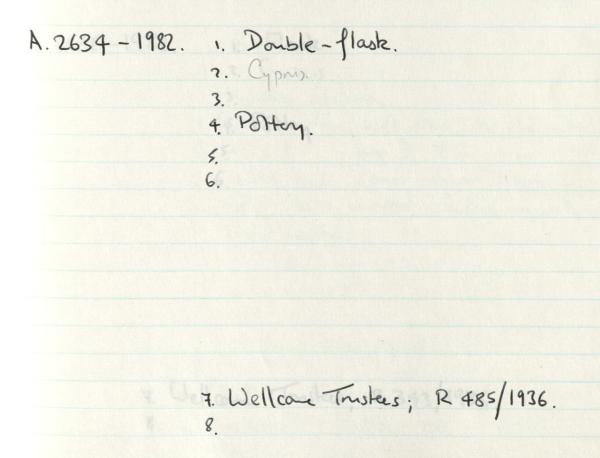 A. 2634 - 1982. 1. Double-flask.
2. Cyprus.
3.
4. Pottery.
5.
6.
7. Wellcome Trustees; R 485/1936.
8.